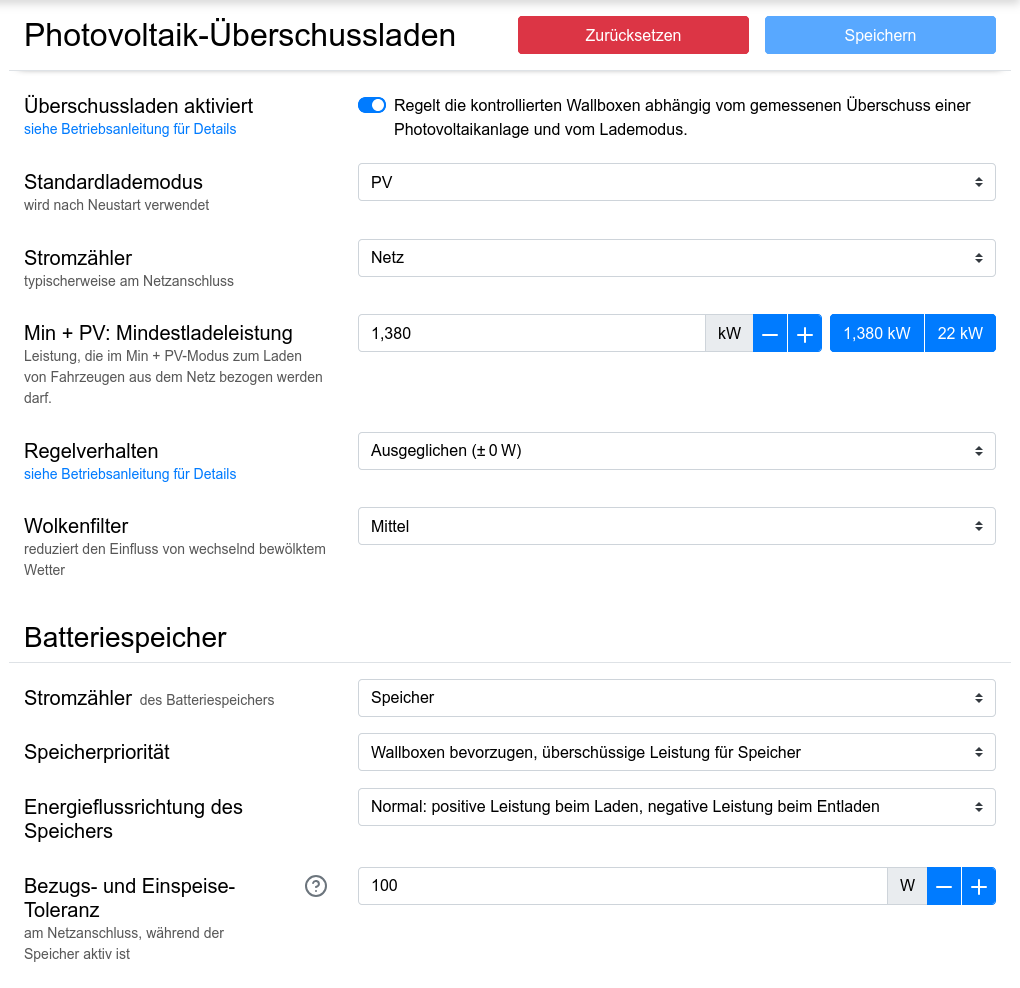 Photovoltaik-Überschussladen
Zurücksetzen
Speichern
Überschussladen aktiviert
siehe Betriebsanleitung für Details
Regelt die kontrollierten Wallboxen abhängig vom gemessenen Überschuss einer
Photovoltaikanlage und vom Lademodus.
Standardlademodus
wird nach Neustart verwendet
PV
Stromzähler
typischerweise am Netzanschluss
Netz
Min + PV: Mindestladeleistung
Leistung, die im Min + PV-Modus zum Laden
von Fahrzeugen aus dem Netz bezogen werden
darf.
1,380
kW
1,380 kW
22 kW
Regelverhalten
siehe Betriebsanleitung für Details
Ausgeglichen (± 0 W)
Wolkenfilter
reduziert den Einfluss von wechselnd bewölktem
Wetter
Mittel
Batteriespeicher
Stromzähler des Batteriespeichers
Speicher
Speicherpriorität
Wallboxen bevorzugen, überschüssige Leistung für Speicher
Energieflussrichtung des
Speichers
Normal: positive Leistung beim Laden, negative Leistung beim Entladen
Bezugs- und Einspeise-
Toleranz
am Netzanschluss, während der
Speicher aktiv ist
100
W